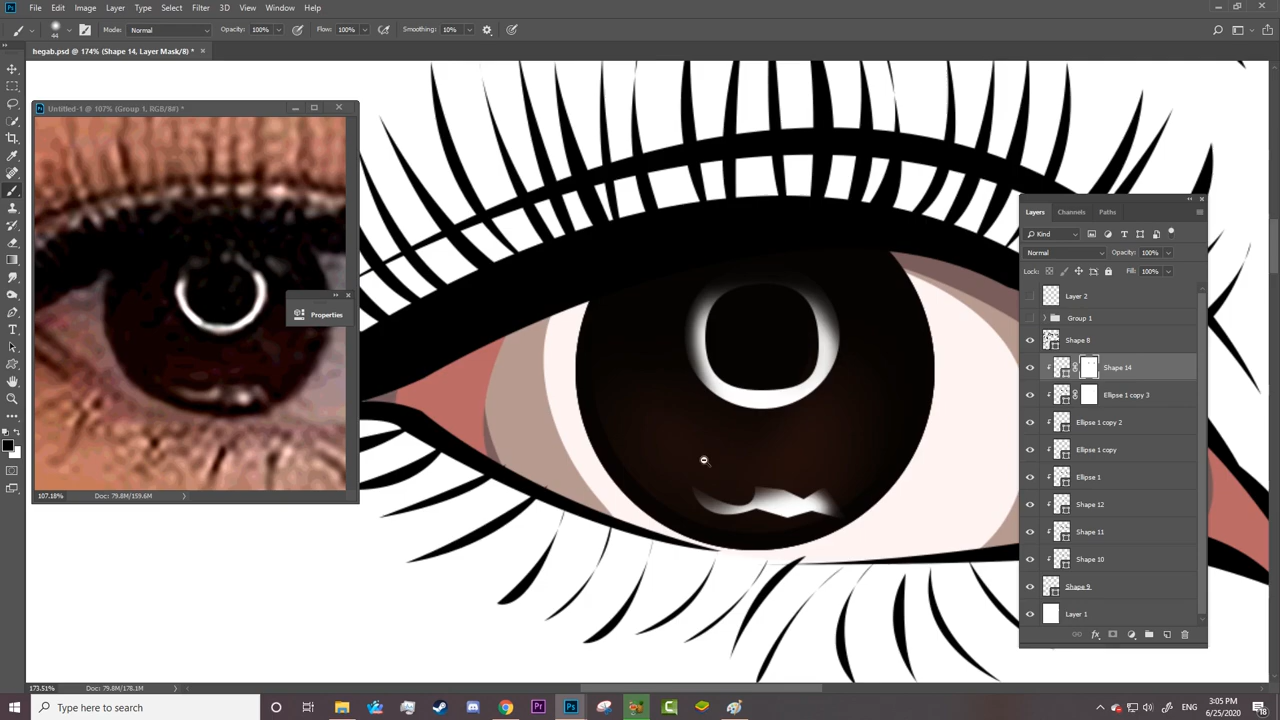 File Edit Image Layer Type Select Filter 3D View Window Help
44 Mode: Normal Opacity: 100% Flow: 100% Smoothing: 10%
hegab.psd @ 174% (Shape 14, Layer Mask/8) *
Untitled-1 @ 107% (Group 1, RGB/8#) *
Properties
107.18% Doc: 79.8M/159.6M
Layers Channels Paths
Kind
Normal Opacity: 100%
Lock: Fill: 100%
Layer 2
Group 1
Shape 8
Shape 14
Ellipse 1 copy 3
Ellipse 1 copy 2
Ellipse 1 copy
Ellipse 1
Shape 12
Shape 11
Shape 10
Shape 9
Layer 1
173.51% Doc: 79.8M/178.1M
Type here to search
3:05 PM
6/25/2020
18